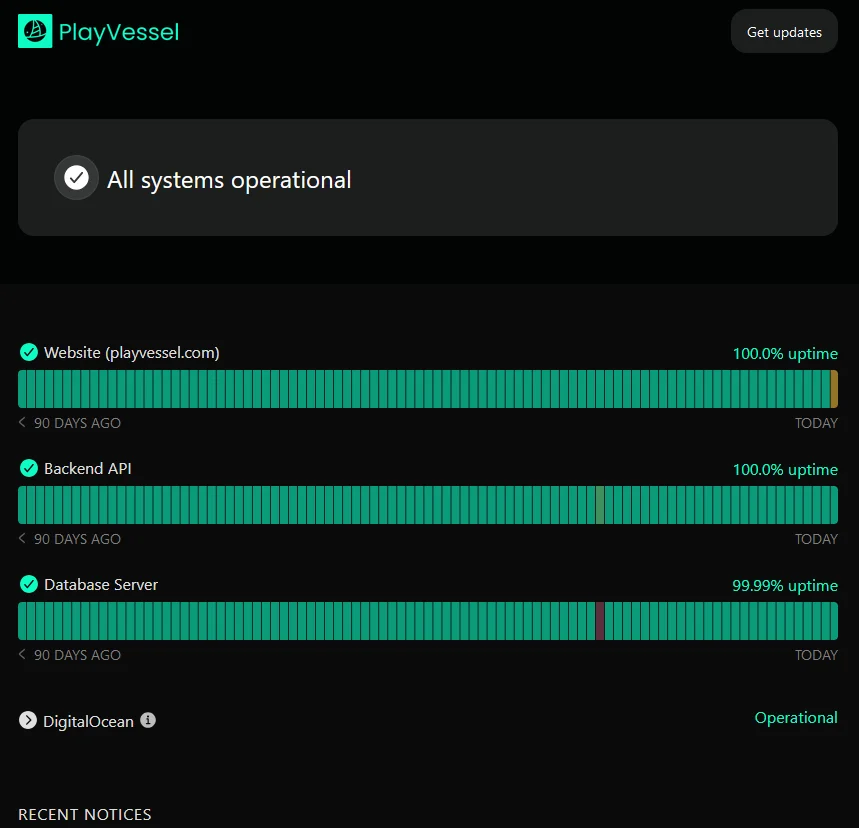 PlayVessel
Get updates
All systems operational
Website (playvessel.com)
100.0% uptime
90 DAYS AGO
TODAY
Backend API
100.0% uptime
90 DAYS AGO
TODAY
Database Server
99.99% uptime
90 DAYS AGO
TODAY
DigitalOcean
Operational
RECENT NOTICES